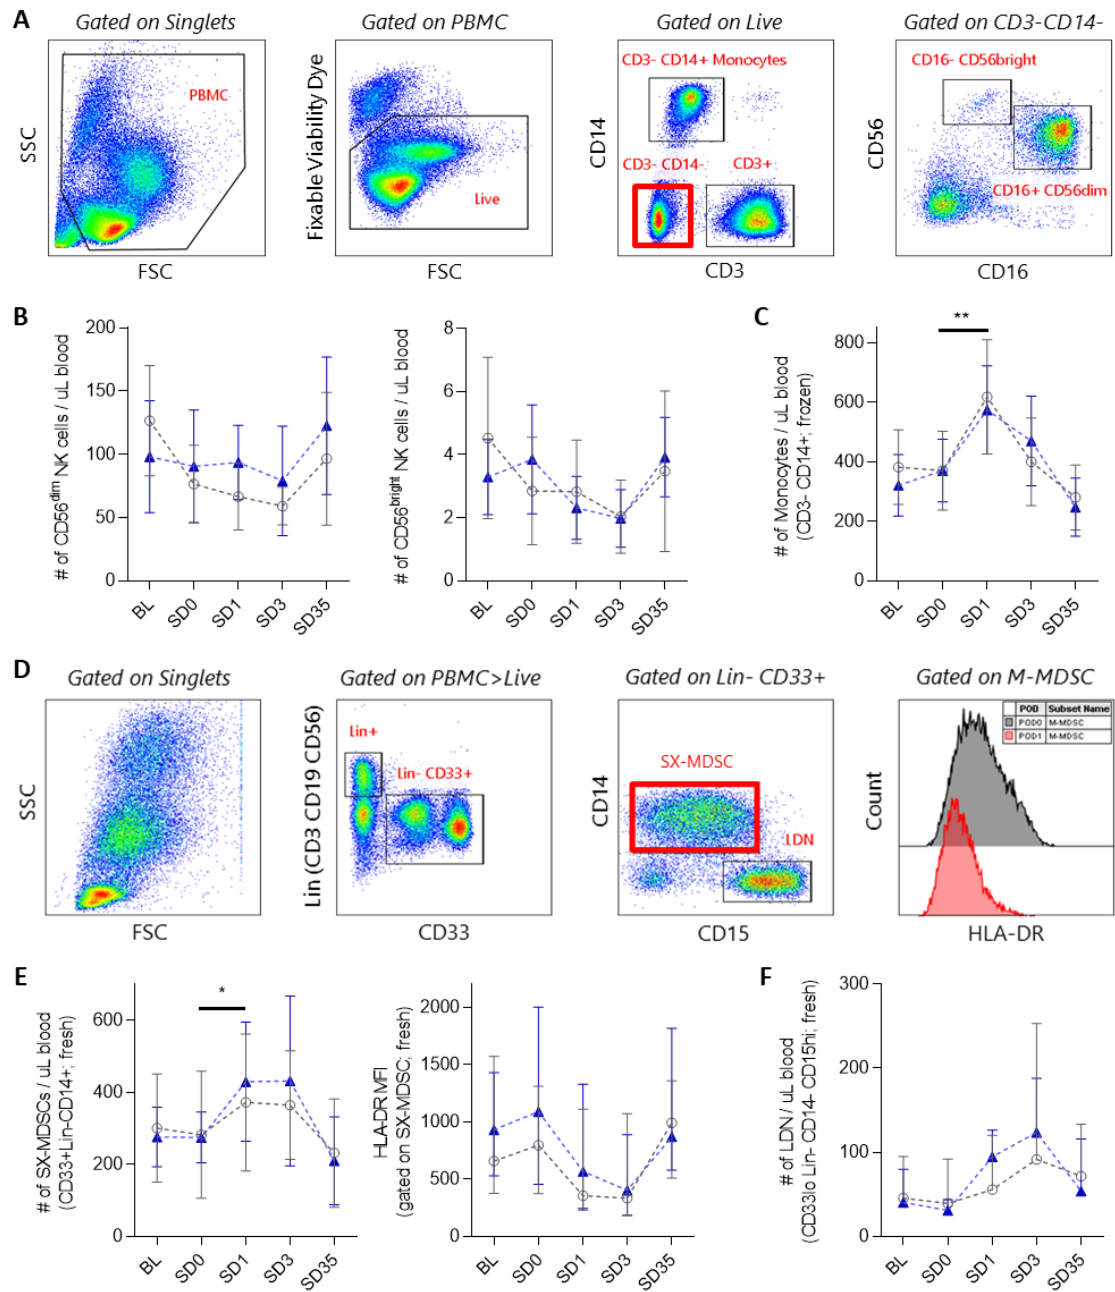 A
Gated on Singlets
Gated on PBMC
Gated on Live
Gated on CD3-CD14-
SSC
PBMC
FSC
Fixable Viability Dye
Live
FSC
CD14
CD3- CD14+ Monocytes
CD3- CD14-
CD3+
CD3
CD56
CD16- CD56bright
CD16+ CD56dim
CD16
B
# of CD56dim NK cells / uL blood
200
150
100
50
0
BL
SD0
SD1
SD3
SD35
# of CD56bright NK cells / uL blood
8
6
4
2
0
BL
SD0
SD1
SD3
SD35
C
# of Monocytes / uL blood
(CD3- CD14+; frozen)
**
800
600
400
200
0
BL
SD0
SD1
SD3
SD35
D
Gated on Singlets
Gated on PBMC>Live
Gated on Lin- CD33+
Gated on M-MDSC
SSC
FSC
Lin (CD3 CD19 CD56)
Lin+
Lin- CD33+
CD33
CD14
SX-MDSC
LDN
CD15
Count
POD Subset Name
POD0 M-MDSC
POD1 M-MDSC
HLA-DR
E
# of SX-MDSCs / uL blood
(CD33+Lin-CD14+; fresh)
*
600
400
200
0
BL
SD0
SD1
SD3
SD35
HLA-DR MFI
(gated on SX-MDSC; fresh)
2000
1500
1000
500
0
BL
SD0
SD1
SD3
SD35
F
# of LDN / uL blood
(CD33lo Lin- CD14- CD15hi; fresh)
300
200
100
0
BL
SD0
SD1
SD3
SD35